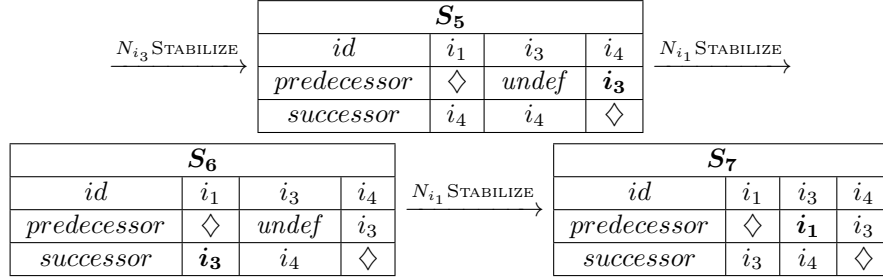 N_{i_3} STABILIZE
S_5
id i_1 i_3 i_4
predecessor ◇ undef i_3
successor i_4 i_4 ◇
N_{i_1} STABILIZE
S_6
id i_1 i_3 i_4
predecessor ◇ undef i_3
successor i_3 i_4 ◇
N_{i_1} STABILIZE
S_7
id i_1 i_3 i_4
predecessor ◇ i_1 i_3
successor i_3 i_4 ◇